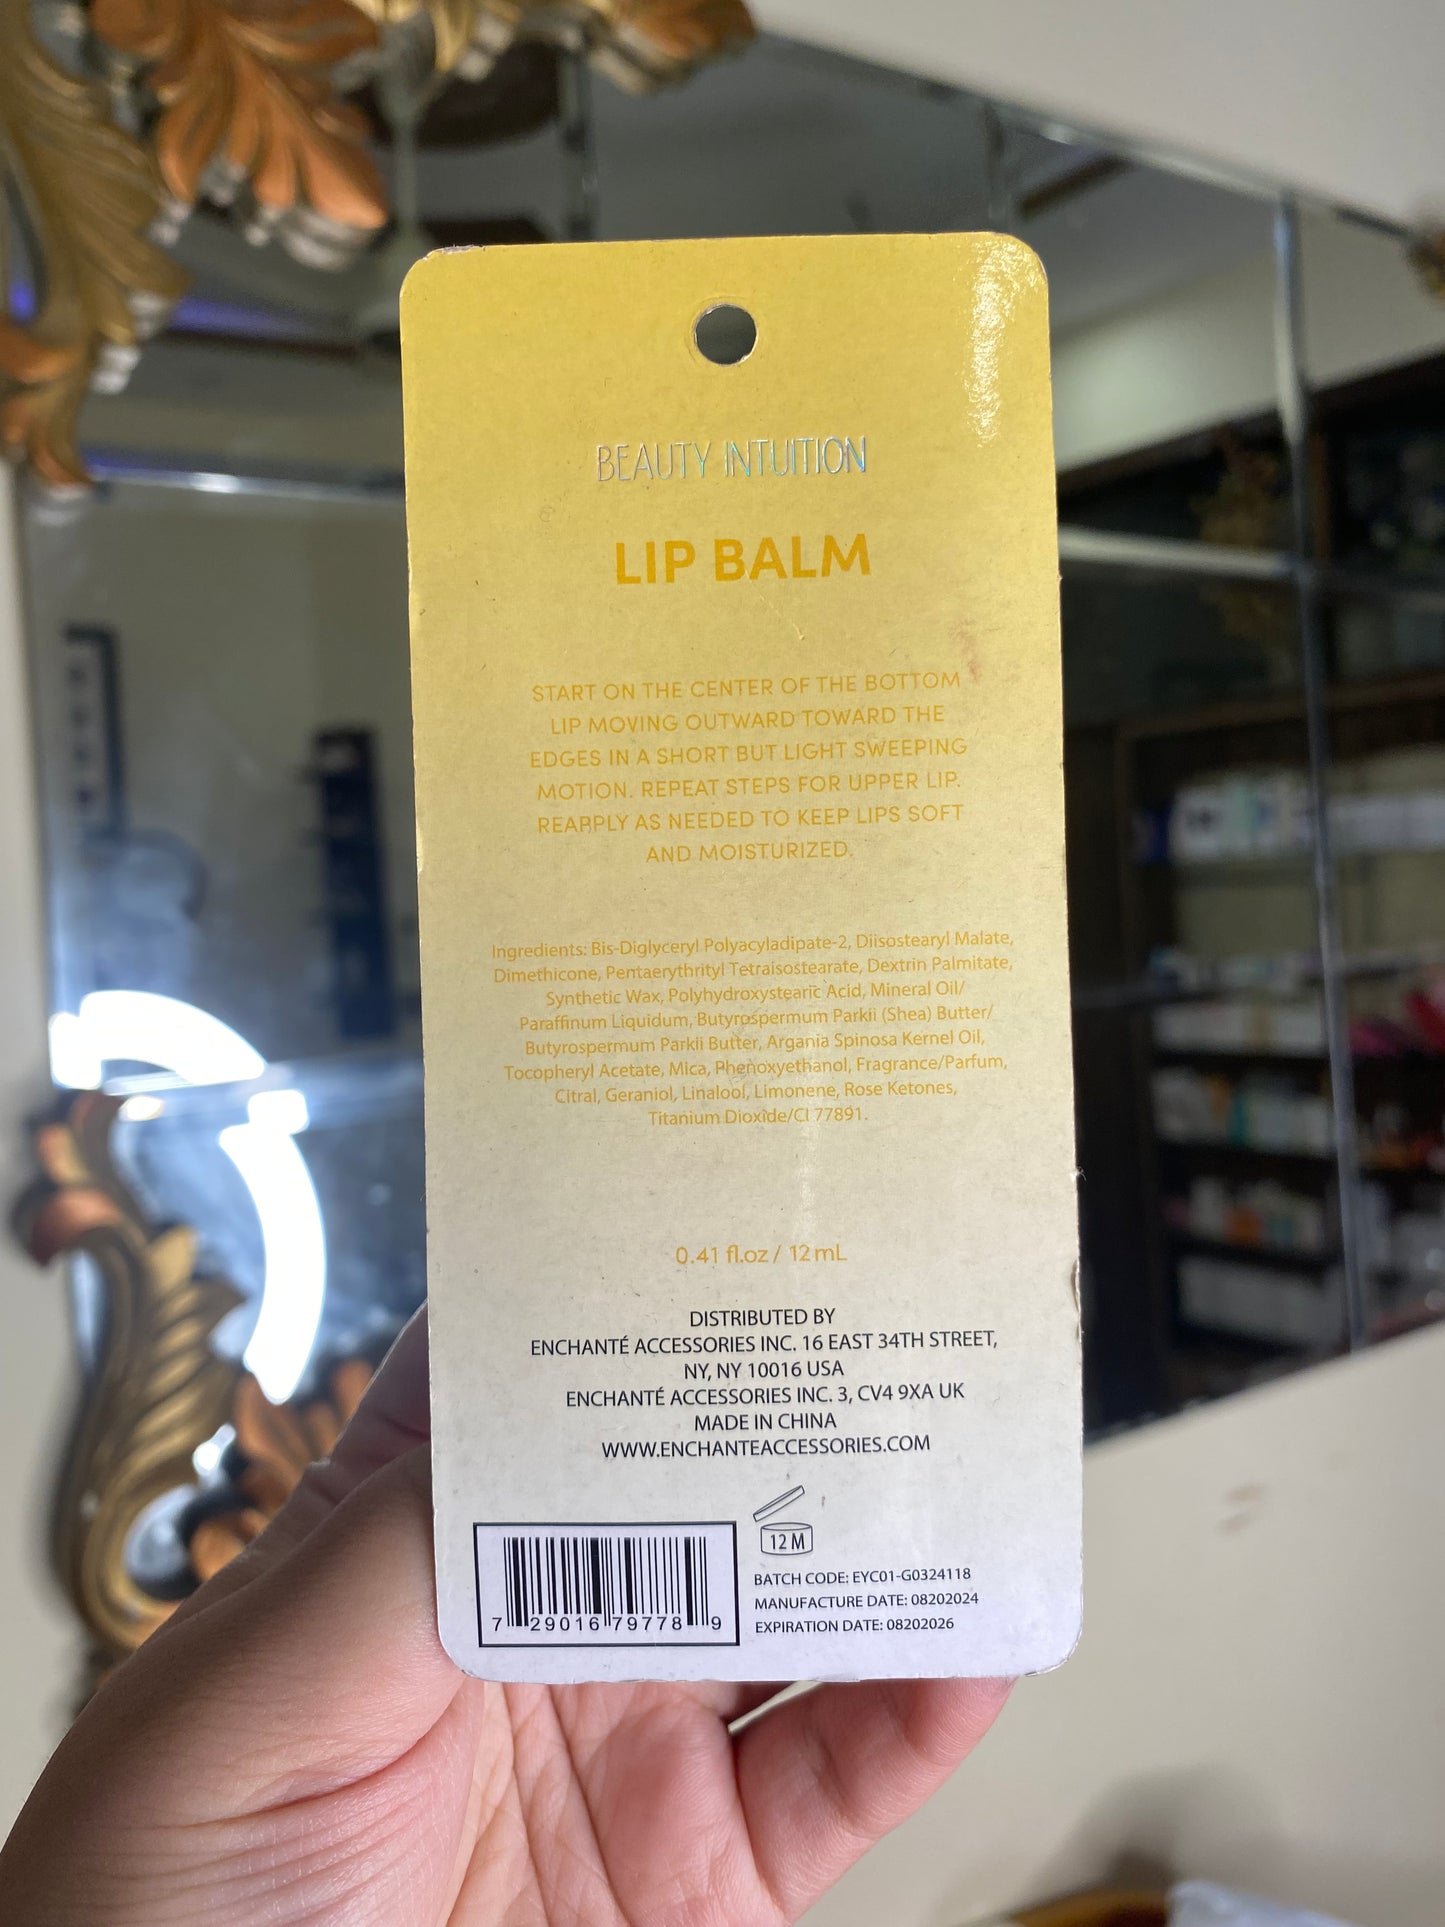 BEAUTY INTUITION
LIP BALM
START ON THE CENTER OF THE BOTTOM
LIP MOVING OUTWARD TOWARD THE
EDGES IN A SHORT BUT LIGHT SWEEPING
MOTION. REPEAT STEPS FOR UPPER LIP.
REAPPLY AS NEEDED TO KEEP LIPS SOFT
AND MOISTURIZED.
Ingredients: Bis-Diglyceryl Polyacyladipate-2, Diisostearyl Malate,
Dimethicone, Pentaerythrityl Tetraisostearate, Dextrin Palmitate,
Synthetic Wax, Polyhydroxystearic Acid, Mineral Oil/
Paraffinum Liquidum, Butyrospermum Parkii (Shea) Butter/
Butyrospermum Parkii Butter, Argania Spinosa Kernel Oil,
Tocopheryl Acetate, Mica, Phenoxyethanol, Fragrance/Parfum,
Citral, Geraniol, Linalool, Limonene, Rose Ketones,
Titanium Dioxide/CI 77891.
0.41 fl.oz / 12 mL
DISTRIBUTED BY
ENCHANTÉ ACCESSORIES INC. 16 EAST 34TH STREET,
NY, NY 10016 USA
ENCHANTÉ ACCESSORIES INC. 3, CV4 9XA UK
MADE IN CHINA
WWW.ENCHANTEACCESSORIES.COM
12 M
BATCH CODE: EYC01-G0324118
MANUFACTURE DATE: 08202024
EXPIRATION DATE: 08202026
7 29016 79778 9